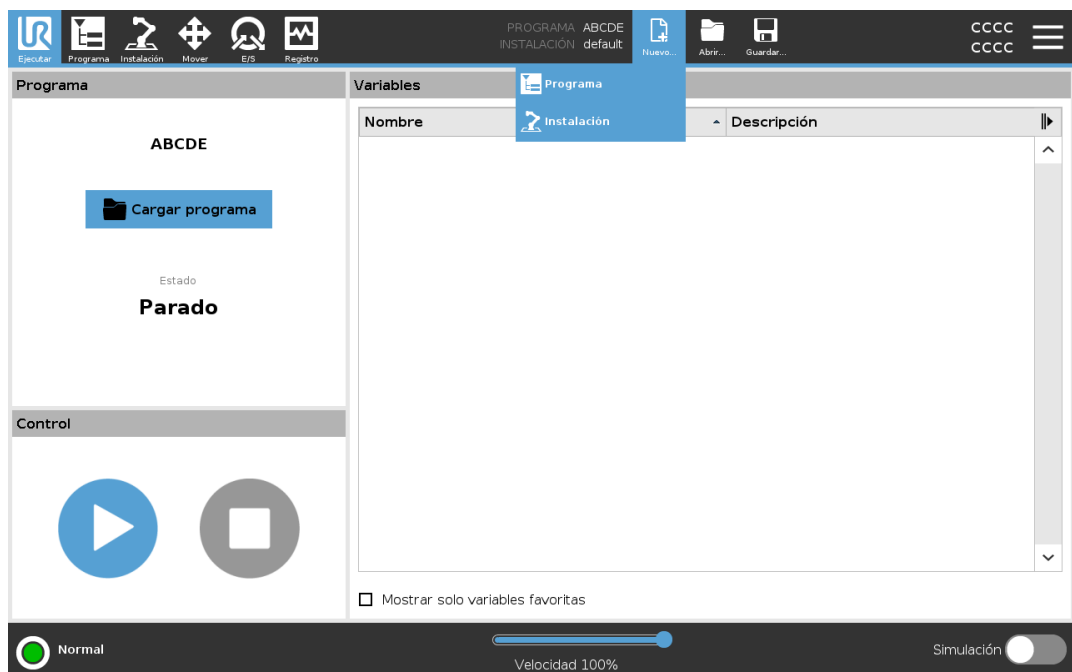 UR
Ejecutar
Programa
Instalación
Mover
E/S
Registro
PROGRAMA ABCDE
INSTALACIÓN default
Nuevo...
Abrir...
Guardar...
CCCC
CCCC
Programa
Instalación
Programa
ABCDE
Cargar programa
Estado
Parado
Control
Variables
Nombre
Descripción
Mostrar solo variables favoritas
Normal
Velocidad 100%
Simulación